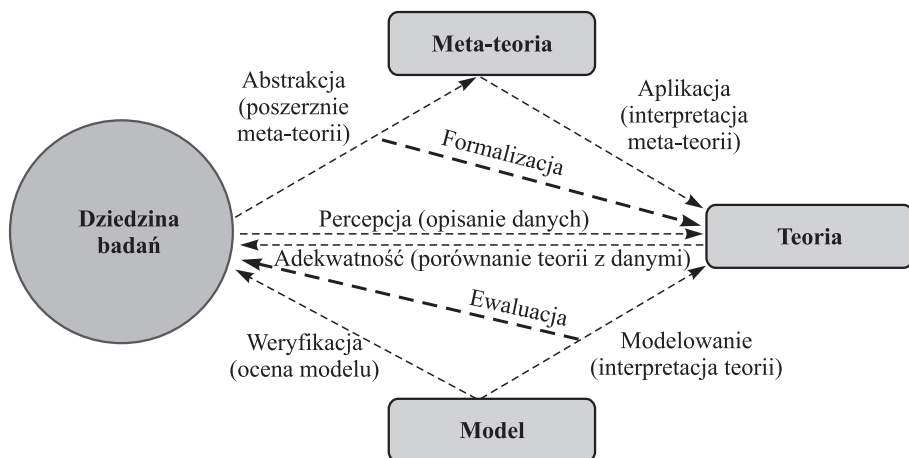 Meta-teoria
Abstrakcja
(poszerznie
meta-teorii)
Aplikacja
(interpretacja
meta-teorii)
Formalizacja
Dziedzina
badań
Percepcja (opisanie danych)
Teoria
Adekwatność (porównanie teorii z danymi)
Ewaluacja
Weryfikacja
(ocena modelu)
Modelowanie
(interpretacja teorii)
Model